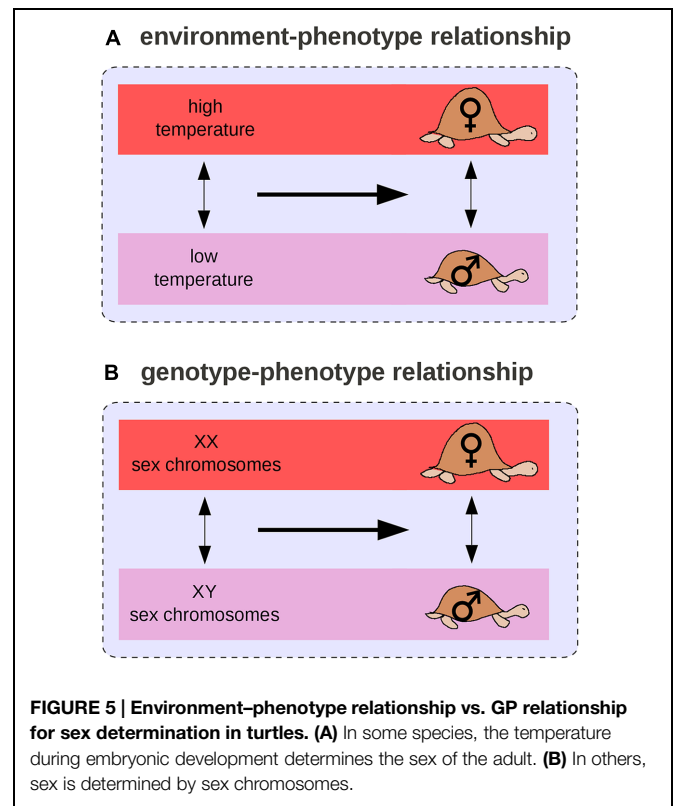 A environment-phenotype relationship
high
temperature
♀
low
temperature
♂
B genotype-phenotype relationship
XX
sex chromosomes
♀
XY
sex chromosomes
♂
FIGURE 5 | Environment–phenotype relationship vs. GP relationship
for sex determination in turtles. (A) In some species, the temperature
during embryonic development determines the sex of the adult. (B) In others,
sex is determined by sex chromosomes.